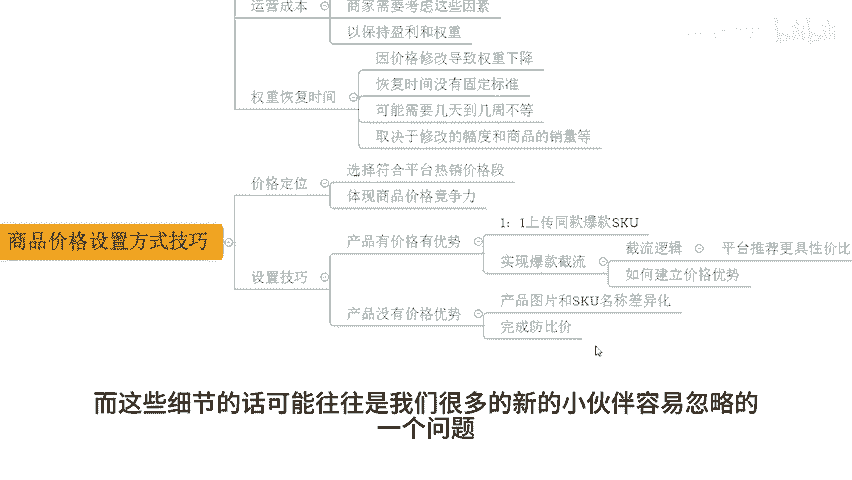 运营成本
商家需要考虑这些因素
以保持盈利和权重
权重恢复时间
因价格修改导致权重下降
恢复时间没有固定标准
可能需要几天到几周不等
取决于修改的幅度和商品的销量等
商品价格设置方式技巧
价格定位
选择符合平台热销价格段
体现商品价格竞争力
设置技巧
产品有价格有优势
1：1上传同款爆款SKU
实现爆款截流
截流逻辑
平台推荐更具性价比
如何建立价格优势
产品没有价格优势
产品图片和SKU名称差异化
完成防比价
而这些细节的话可能往往是我们很多的新的小伙伴容易忽略的
一个问题